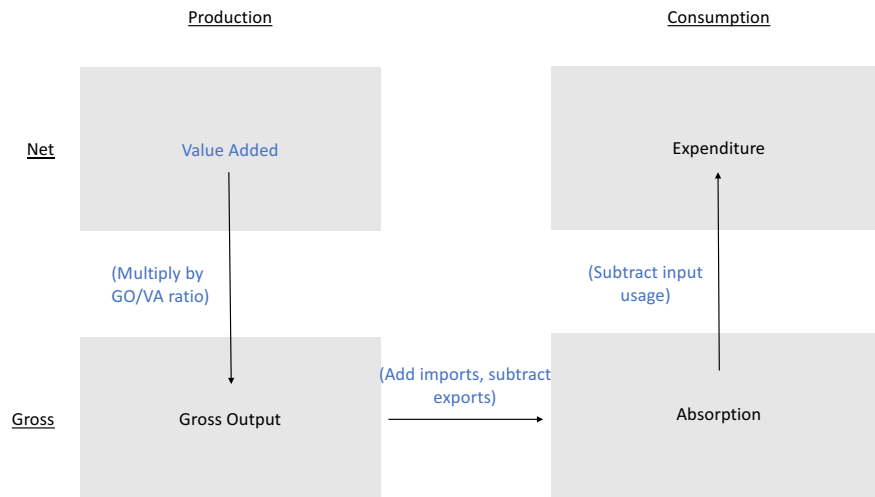 Production
Consumption
Net
Value Added
Expenditure
(Multiply by
GO/VA ratio)
(Subtract input
usage)
(Add imports, subtract
exports)
Gross
Gross Output
Absorption